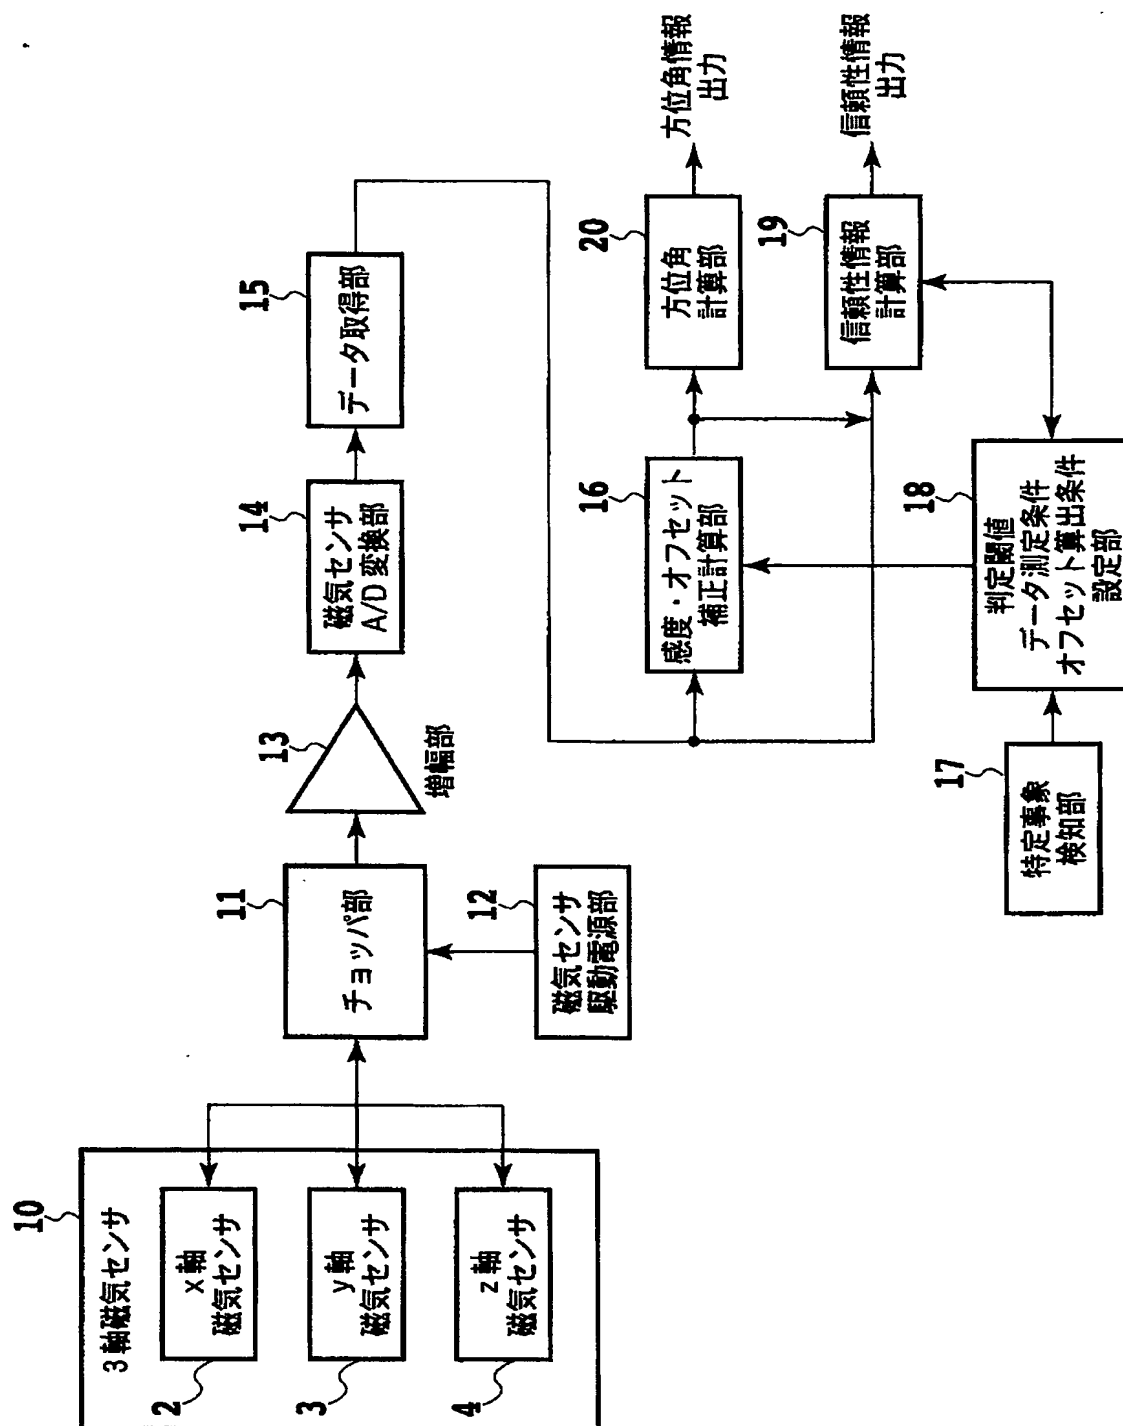 10
3軸磁気センサ
2
x軸
磁気センサ
3
y軸
磁気センサ
4
z軸
磁気センサ
11
チョッパ部
12
磁気センサ
駆動電源部
13
増幅部
14
磁気センサ
A/D変換部
15
データ取得部
16
感度・オフセット
補正計算部
20
方位角
計算部
方位角情報
出力
19
信頼性情報
計算部
信頼性情報
出力
17
特定事象
検知部
18
判定閾値
データ測定条件
オフセット算出条件
設定部